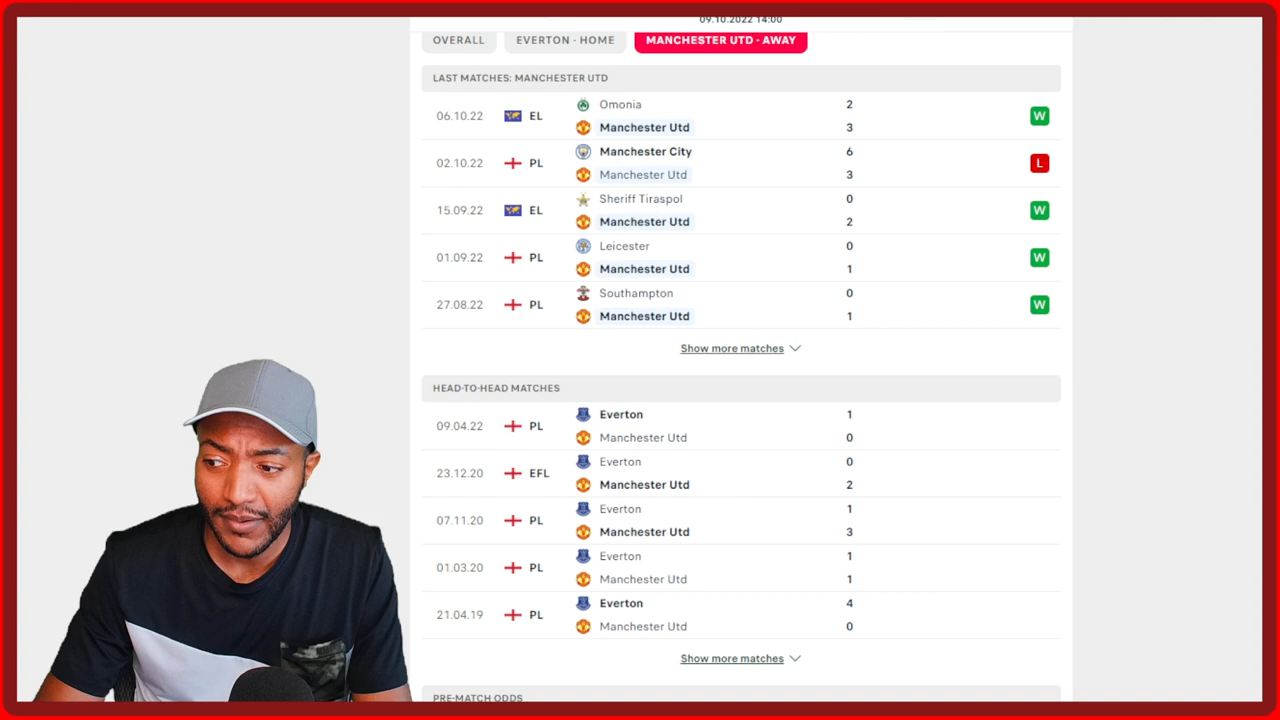 09.10.2022 14:00
OVERALL EVERTON · HOME MANCHESTER UTD · AWAY
LAST MATCHES: MANCHESTER UTD
06.10.22 EL Omonia 2 W
Manchester Utd 3
02.10.22 PL Manchester City 6 L
Manchester Utd 3
15.09.22 EL Sheriff Tiraspol 0 W
Manchester Utd 2
01.09.22 PL Leicester 0 W
Manchester Utd 1
27.08.22 PL Southampton 0 W
Manchester Utd 1
Show more matches
HEAD-TO-HEAD MATCHES
09.04.22 PL Everton 1
Manchester Utd 0
23.12.20 EFL Everton 0
Manchester Utd 2
07.11.20 PL Everton 1
Manchester Utd 3
01.03.20 PL Everton 1
Manchester Utd 1
21.04.19 PL Everton 4
Manchester Utd 0
Show more matches
PRE-MATCH ODDS